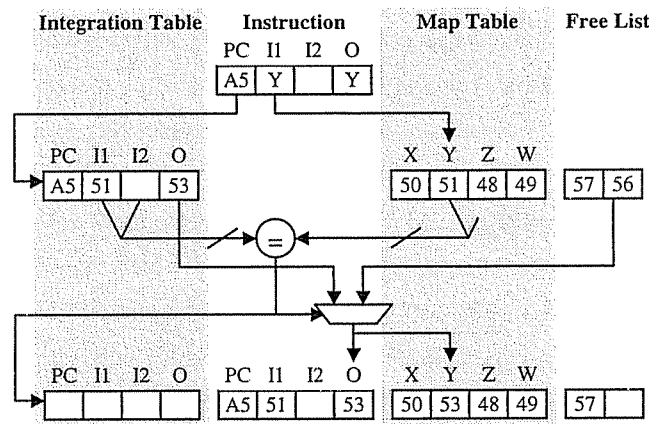 Integration Table Instruction Map Table Free List
PC I1 I2 O
A5 Y Y
PC I1 I2 O X Y Z W
A5 51 53 50 51 48 49 57 56
=
PC I1 I2 O PC I1 I2 O X Y Z W
A5 51 53 50 53 48 49 57